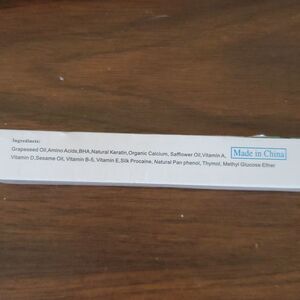 Ingredients:
Grapeseed Oil,Amino Acids,BHA,Natural Keratin,Organic Calcium, Safflower Oil,Vitamin A,
Vitamin D,Sesame Oil, Vitamin B-5, Vitamin E,Silk Procaine, Natural Pan phenol, Thymol, Methyl Glucose Ether
Made in China